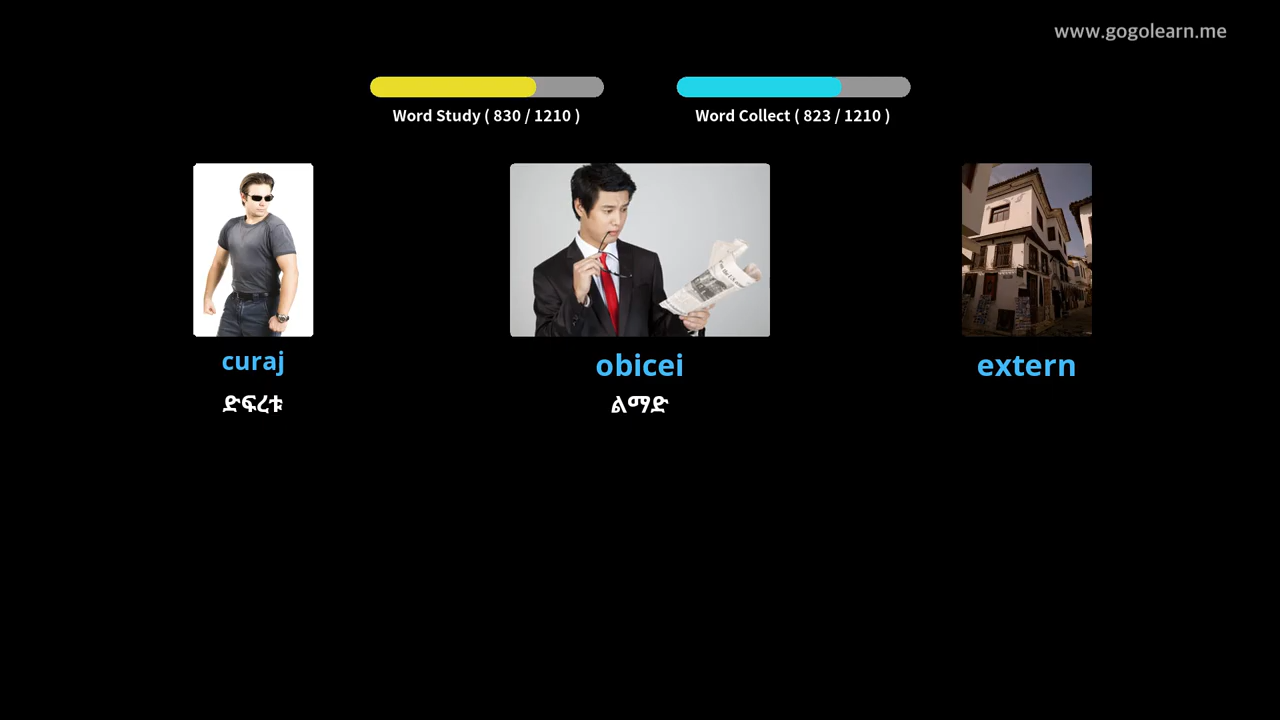 www.gogolearn.me
Word Study ( 830 / 1210 )
Word Collect ( 823 / 1210 )
curaj
obicei
extern
ድፍረቱ
ልማድ